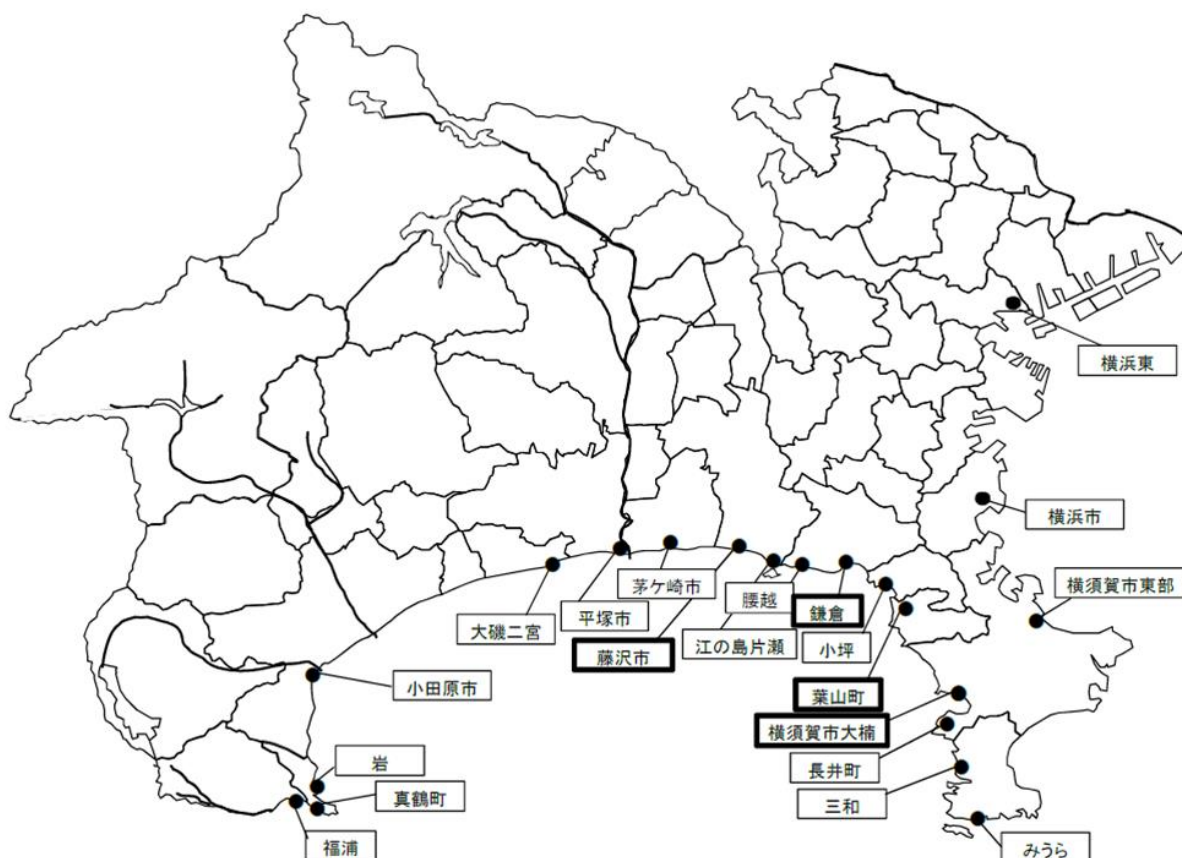 横浜東
横浜市
横須賀市東部
茅ケ崎市
腰越
鎌倉
大磯二宮
平塚市
江の島片瀬
小坪
藤沢市
小田原市
葉山町
横須賀市大楠
岩
長井町
真鶴町
三和
福浦
みうら